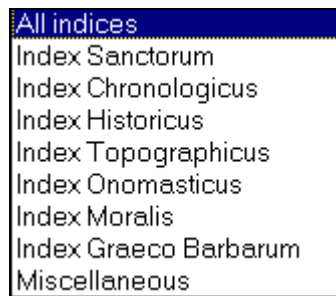 All indices
Index Sanctorum
Index Chronologicus
Index Historicus
Index Topographicus
Index Onomasticus
Index Moralis
Index Graeco Barbarum
Miscellaneous